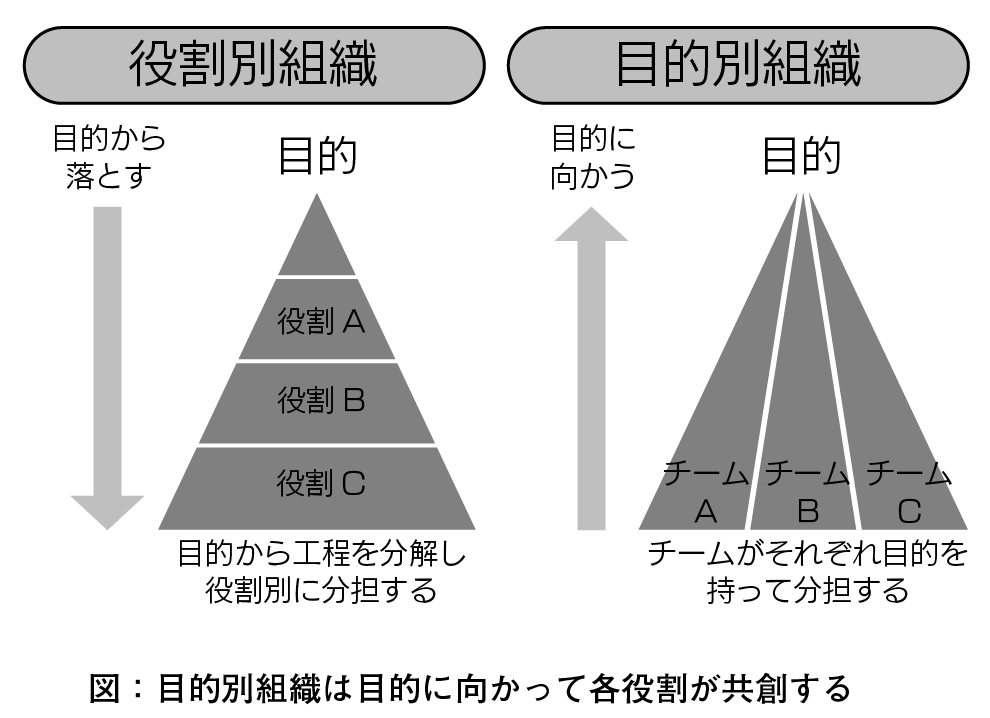 役割別組織
目的から
落とす
目的
役割 A
役割 B
役割 C
目的から工程を分解し
役割別に分担する
目的別組織
目的に
向かう
目的
チーム
A
チーム
B
チーム
C
チームがそれぞれ目的を
持って分担する
図：目的別組織は目的に向かって各役割が共創する